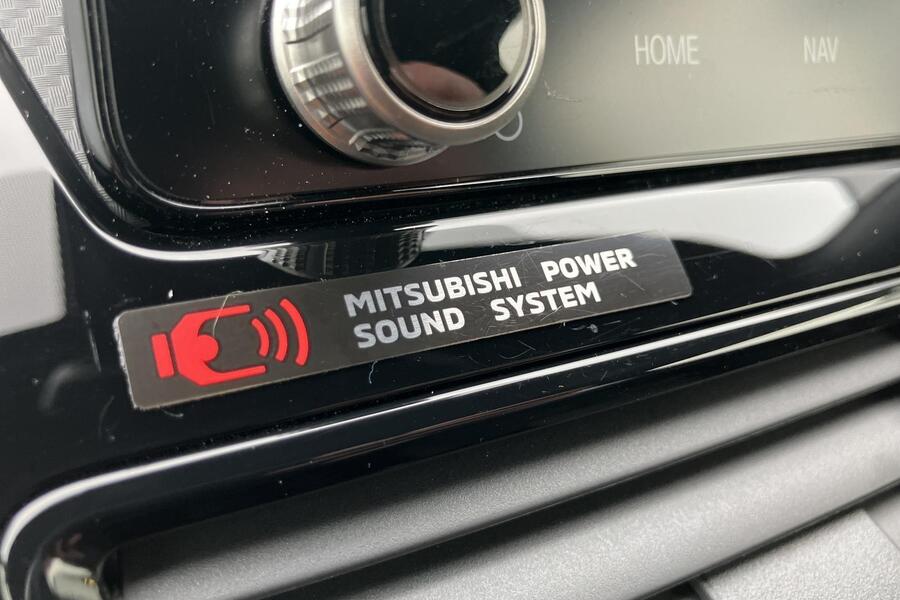 HOME NAV
MITSUBISHI POWER
SOUND SYSTEM